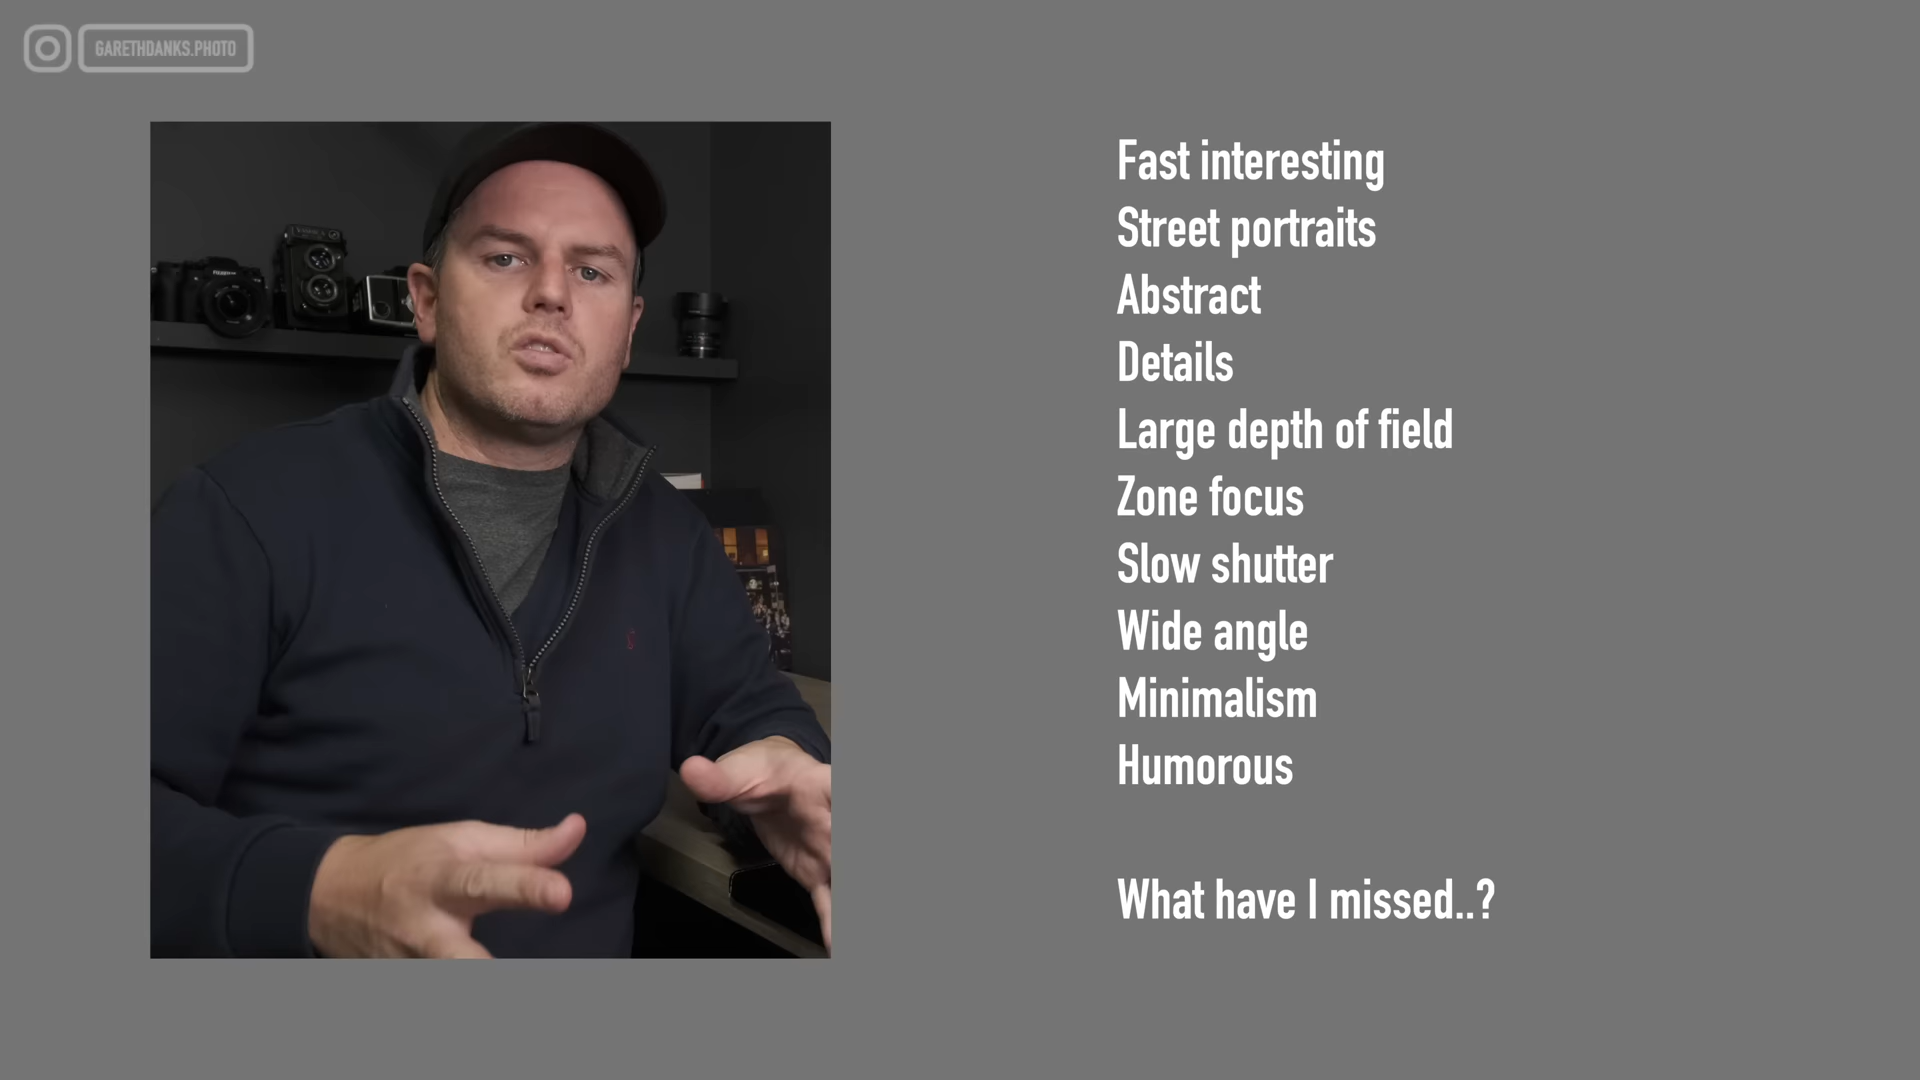 GARETHDANKS.PHOTO
Fast interesting
Street portraits
Abstract
Details
Large depth of field
Zone focus
Slow shutter
Wide angle
Minimalism
Humorous
What have I missed..?